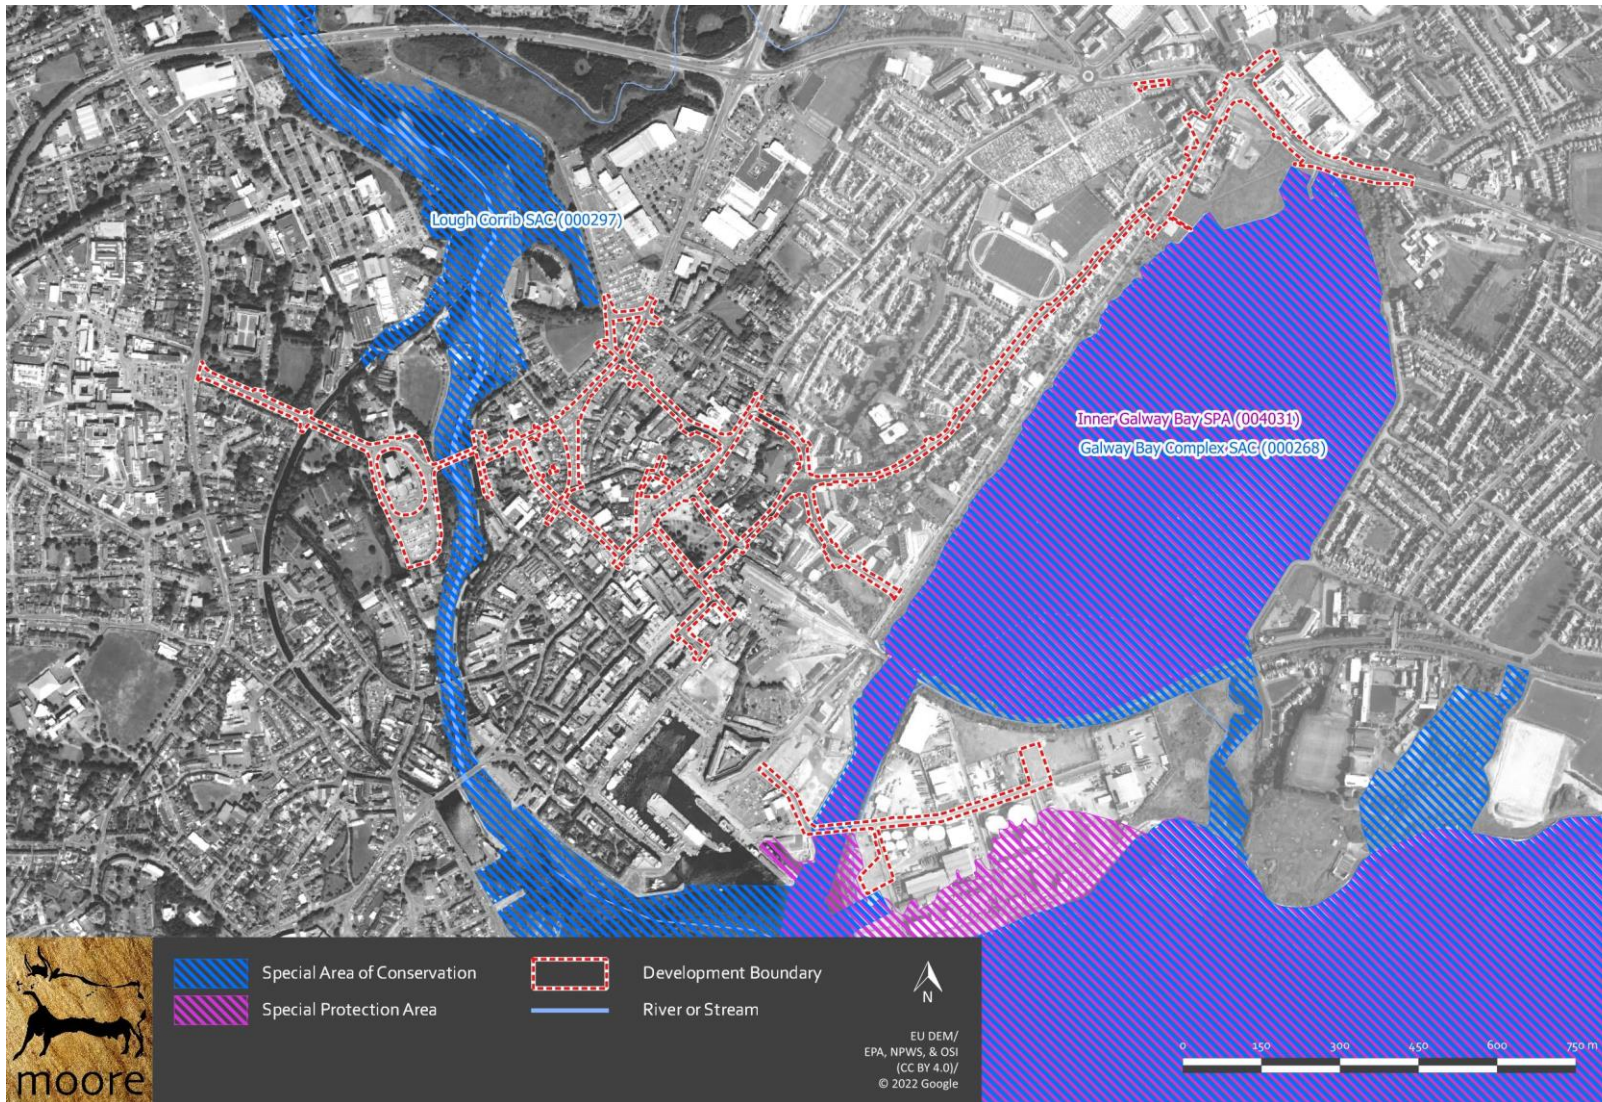 Lough Corrib SAC (000297)
Inner Galway Bay SPA (004031)
Galway Bay Complex SAC (000268)
moore
Special Area of Conservation
Special Protection Area
Development Boundary
River or Stream
N
EU DEM/
EPA, NPWS, & OSI
(CC BY 4.0)/
© 2022 Google
0 150 300 450 600 750 m